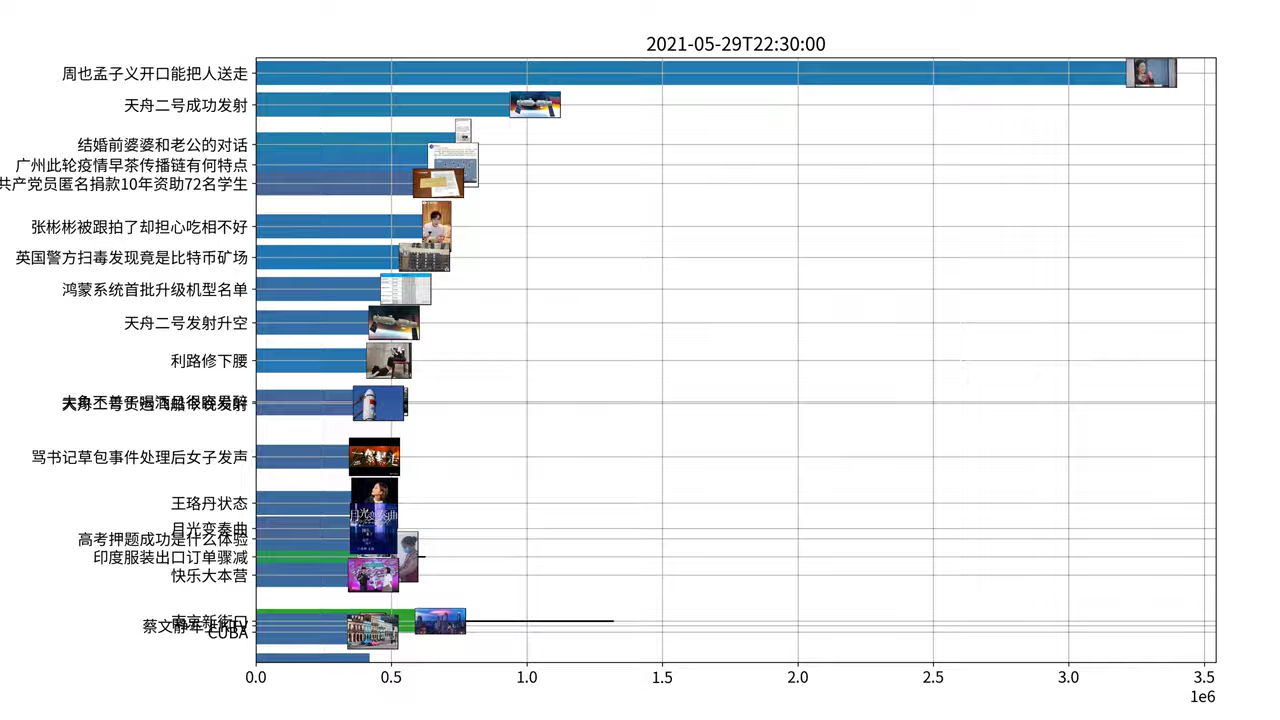 2021-05-29T22:30:00
周也孟子义开口能把人送走
天舟二号成功发射
结婚前婆婆和老公的对话
广州此轮疫情早茶传播链有何特点
共产党员匿名捐款10年资助72名学生
张彬彬被跟拍了却担心吃相不好
英国警方扫毒发现竟是比特币矿场
鸿蒙系统首批升级机型名单
天舟二号发射升空
利路修下腰
骂书记草包事件处理后女子发声
王珞丹状态
月光变奏曲
高考押题成功是什么体验
印度服装出口订单骤减
快乐大本营
南京新街口
蔡文静
CUBA
0.0 0.5 1.0 1.5 2.0 2.5 3.0 3.5
1e6